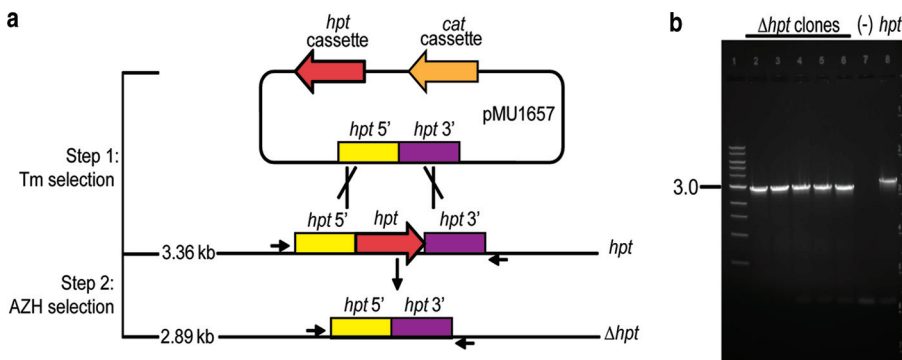 a
hpt cassette
cat cassette
pMU1657
hpt 5’ hpt 3’
Step 1:
Tm selection
hpt 5’ hpt hpt 3’
3.36 kb
hpt
Step 2:
AZH selection
hpt 5’ hpt 3’
2.89 kb
Δhpt
b
Δhpt clones (-) hpt
1 2 3 4 5 6 7 8
3.0